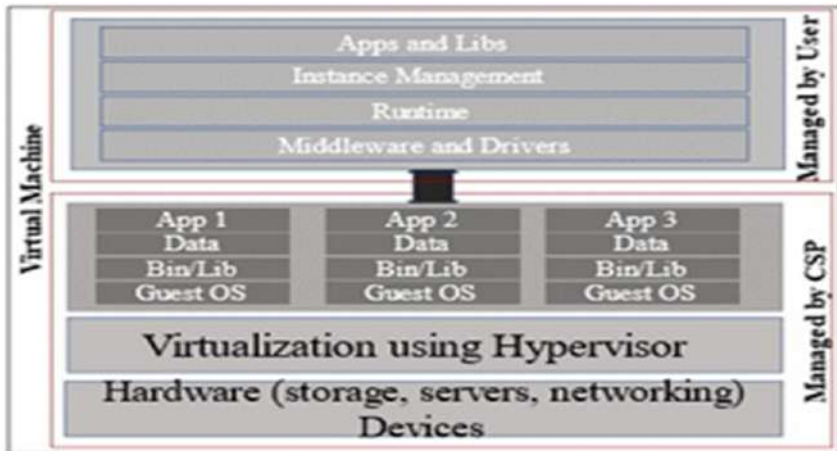 Virtual Machine
Apps and Libs
Instance Management
Runtime
Middleware and Drivers
Managed by User
App 1
Data
Bin/Lib
Guest OS
App 2
Data
Bin/Lib
Guest OS
App 3
Data
Bin/Lib
Guest OS
Virtualization using Hypervisor
Hardware (storage, servers, networking)
Devices
Managed by CSP